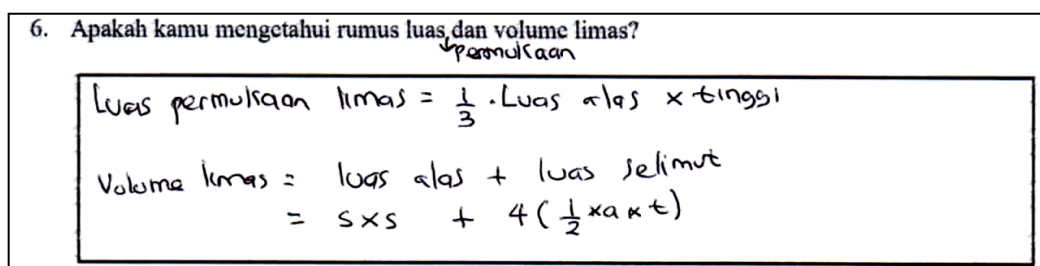 6. Apakah kamu mengetahui rumus luas dan volume limas?
permukaan
Luas permukaan limas = 1/3 . Luas alas x tinggi
Volume limas = luas alas + luas selimut
= s x s + 4 ( 1/2 x a x t )